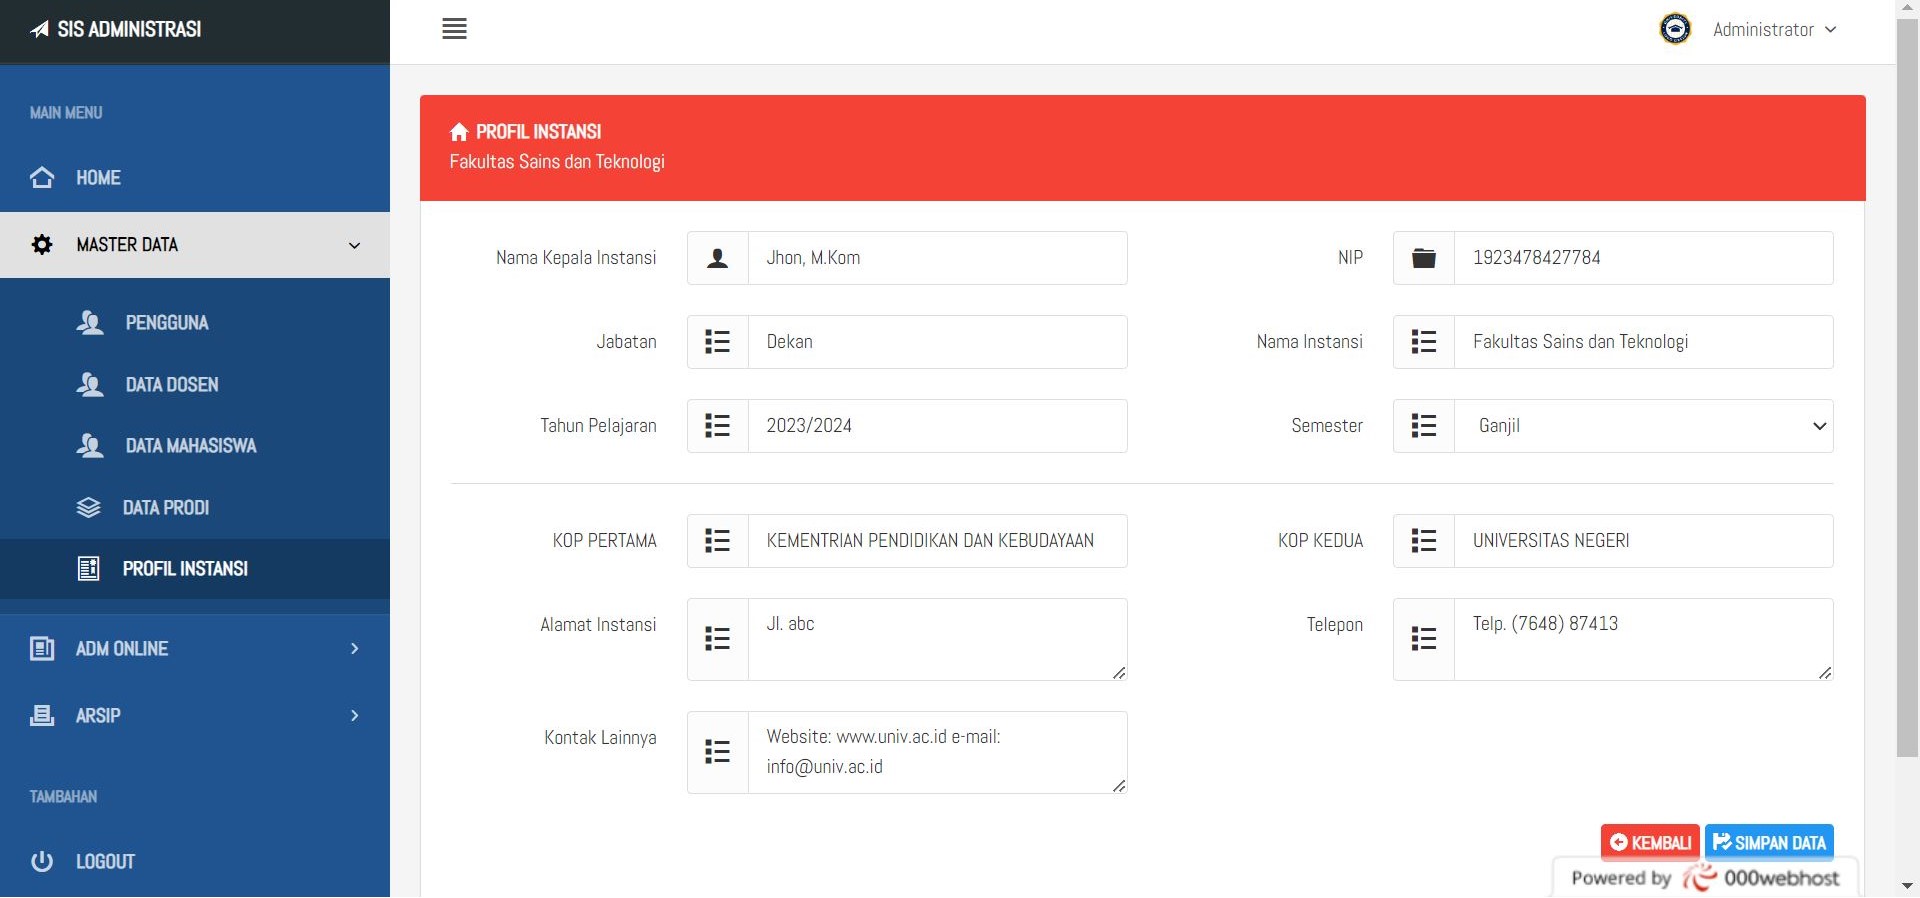 SIS ADMINISTRASI
Administrator
MAIN MENU
HOME
MASTER DATA
PENGGUNA
DATA DOSEN
DATA MAHASISWA
DATA PRODI
PROFIL INSTANSI
ADM ONLINE
ARSIP
TAMBAHAN
LOGOUT
PROFIL INSTANSI
Fakultas Sains dan Teknologi
Nama Kepala Instansi
Jhon, M.Kom
NIP
1923478427784
Jabatan
Dekan
Nama Instansi
Fakultas Sains dan Teknologi
Tahun Pelajaran
2023/2024
Semester
Ganjil
KOP PERTAMA
KEMENTRIAN PENDIDIKAN DAN KEBUDAYAAN
KOP KEDUA
UNIVERSITAS NEGERI
Alamat Instansi
Jl. abc
Telepon
Telp. (7648) 87413
Kontak Lainnya
Website: www.univ.ac.id e-mail:
info@univ.ac.id
KEMBALI
SIMPAN DATA
Powered by 000webhost